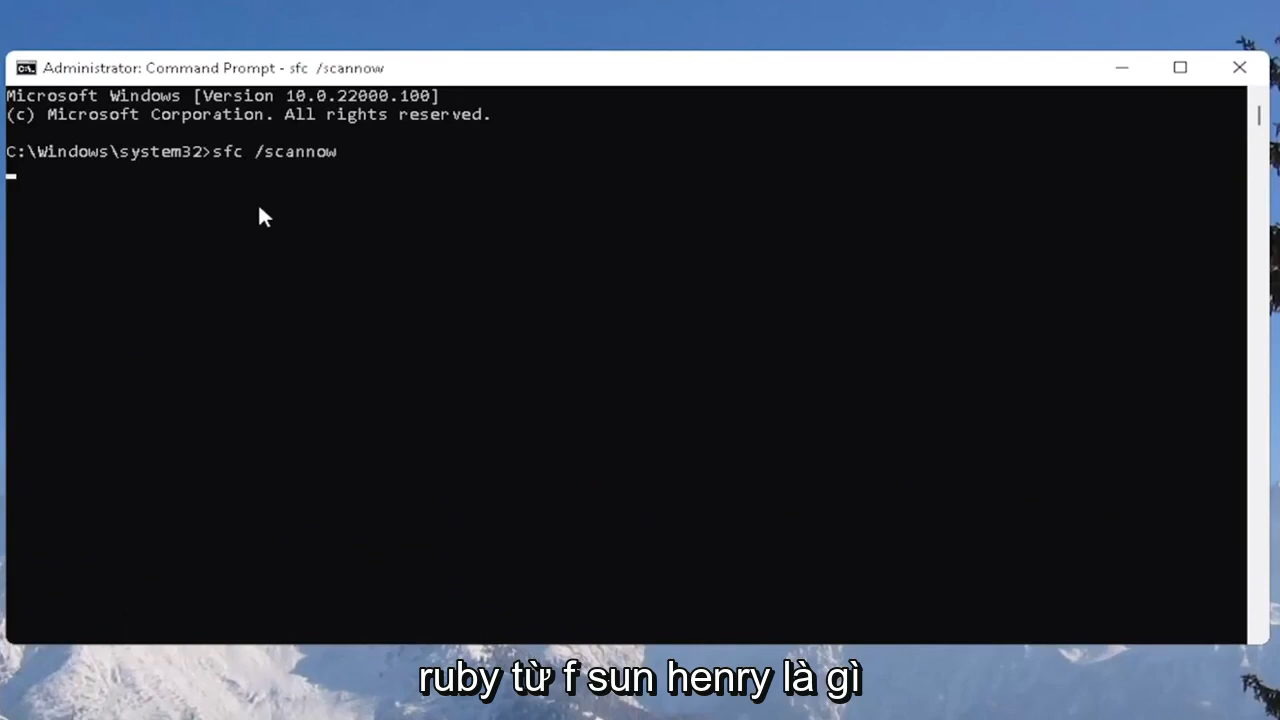 Administrator: Command Prompt - sfc /scannow
Microsoft Windows [Version 10.0.22000.100]
(c) Microsoft Corporation. All rights reserved.
C:\Windows\system32>sfc /scannow
ruby từ f sun henry là gì